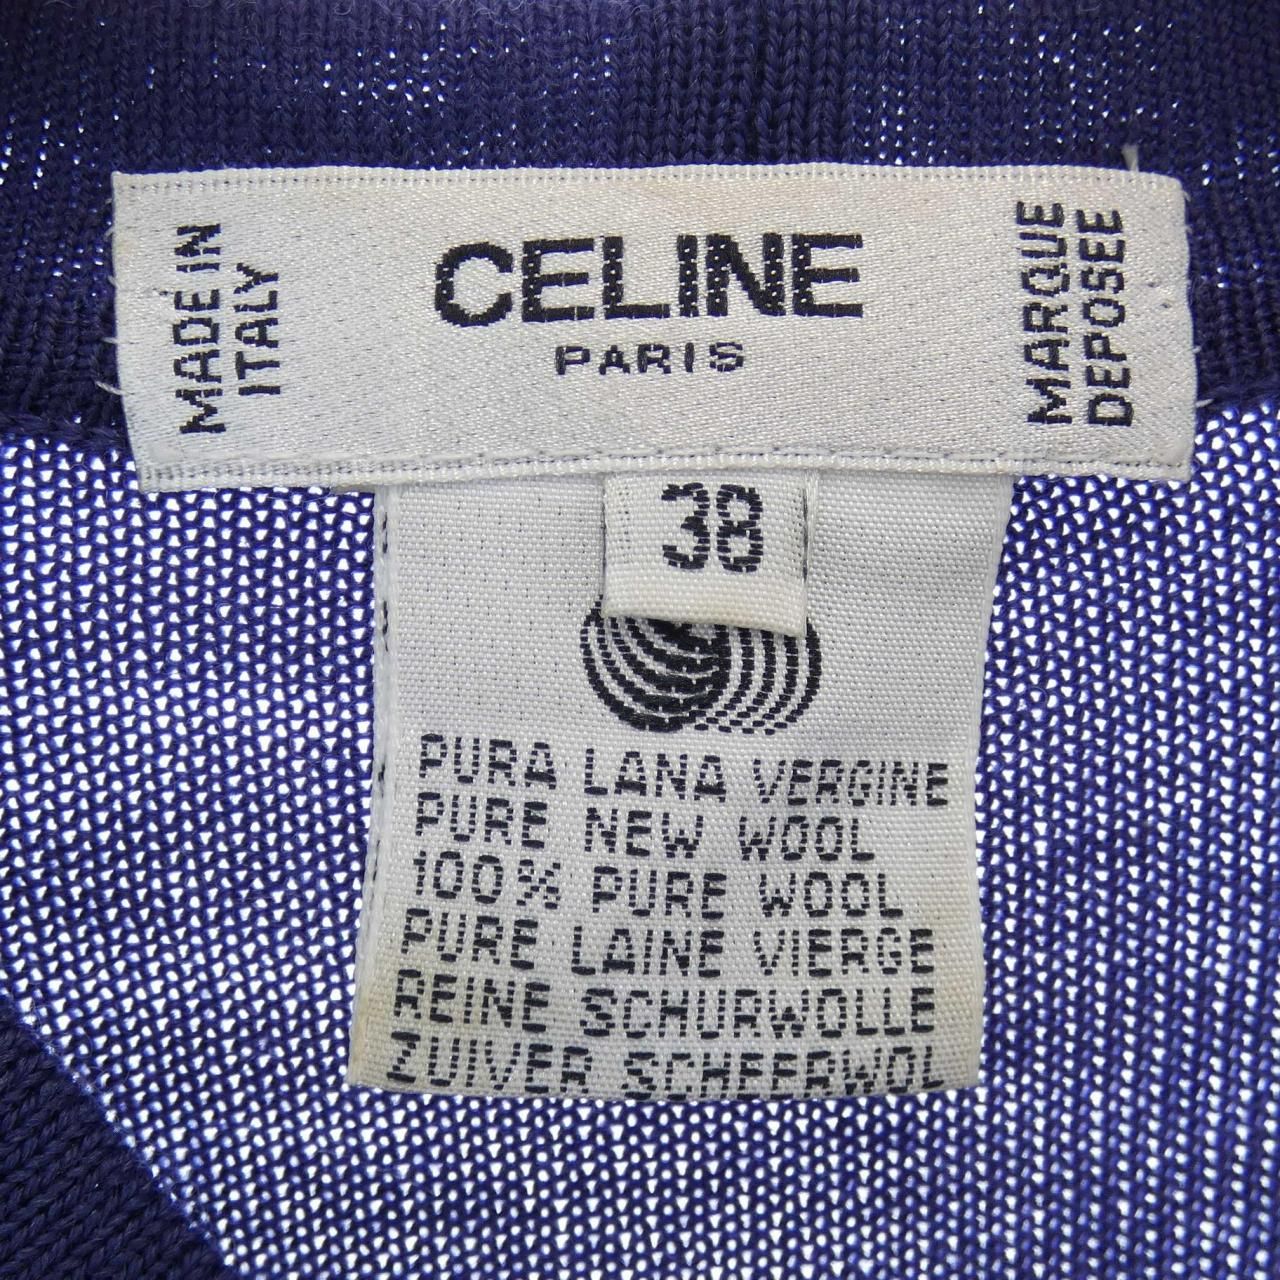 MADE IN
ITALY
CELINE
PARIS
MARQUE
DEPOSEE
38
PURA LANA VERGINE
PURE NEW WOOL
100% PURE WOOL
PURE LAINE VIERGE
REINE SCHURWOLLE
ZUIVER SCHEERWOL